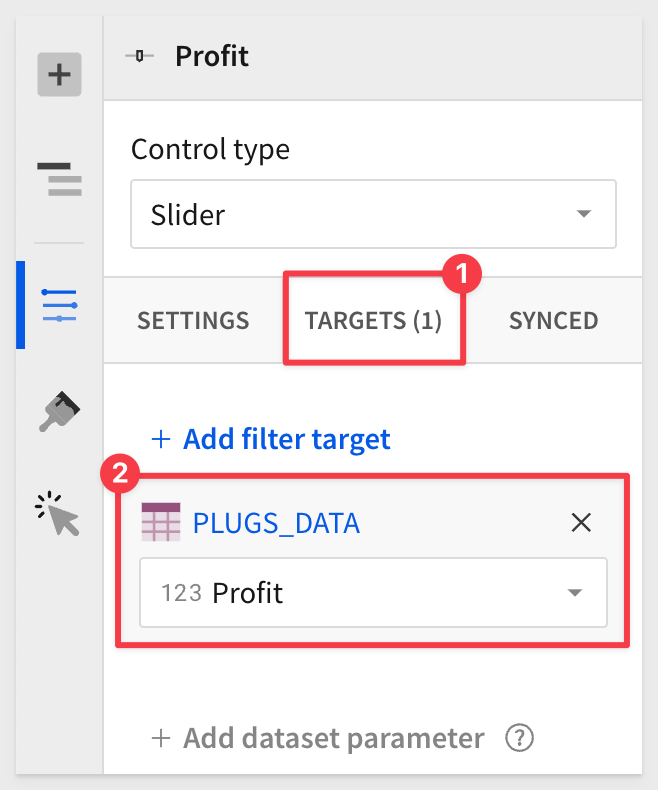 Profit
Control type
Slider
1
SETTINGS
TARGETS (1)
SYNCED
+ Add filter target
2
PLUGS_DATA
123 Profit
+ Add dataset parameter ?